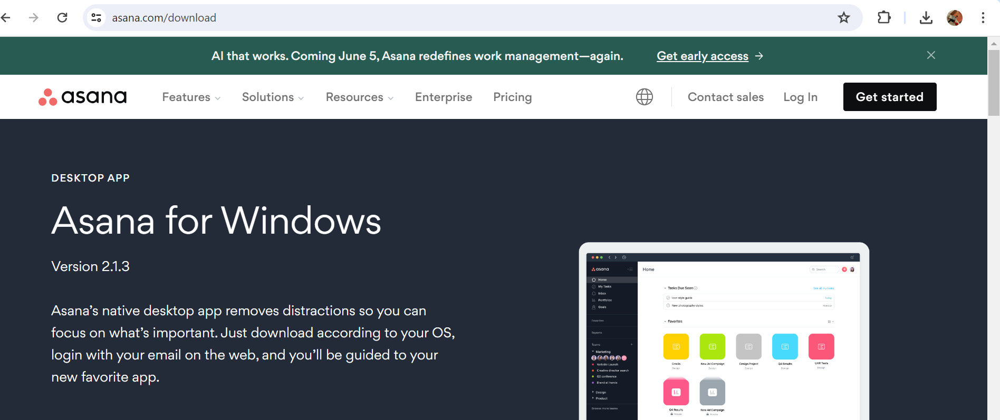 asana.com/download
AI that works. Coming June 5, Asana redefines work management—again.
Get early access →
asana
Features
Solutions
Resources
Enterprise
Pricing
Contact sales
Log In
Get started
DESKTOP APP
Asana for Windows
Version 2.1.3
Asana’s native desktop app removes distractions so you can
focus on what’s important. Just download according to your OS,
login with your email on the web, and you’ll be guided to your
new favorite app.
asana
Home
My Tasks
Inbox
Portfolios
Goals
Favorites
Reports
Teams
Marketing
Website Launch
Creative director search
Q2 conference
Brand all hands
Design
Product
Browse more teams
Home
Search
Tasks Due Soon
See all my tasks
Icon style guide
Today
New photography styles
Monday
Favorites
Emails
Design
New Ad Campaign
Design
Design Project
Design
Q4 Results
Design
UXR Tests
Design
Q4 Results
Private
New Ad Campaign
Private